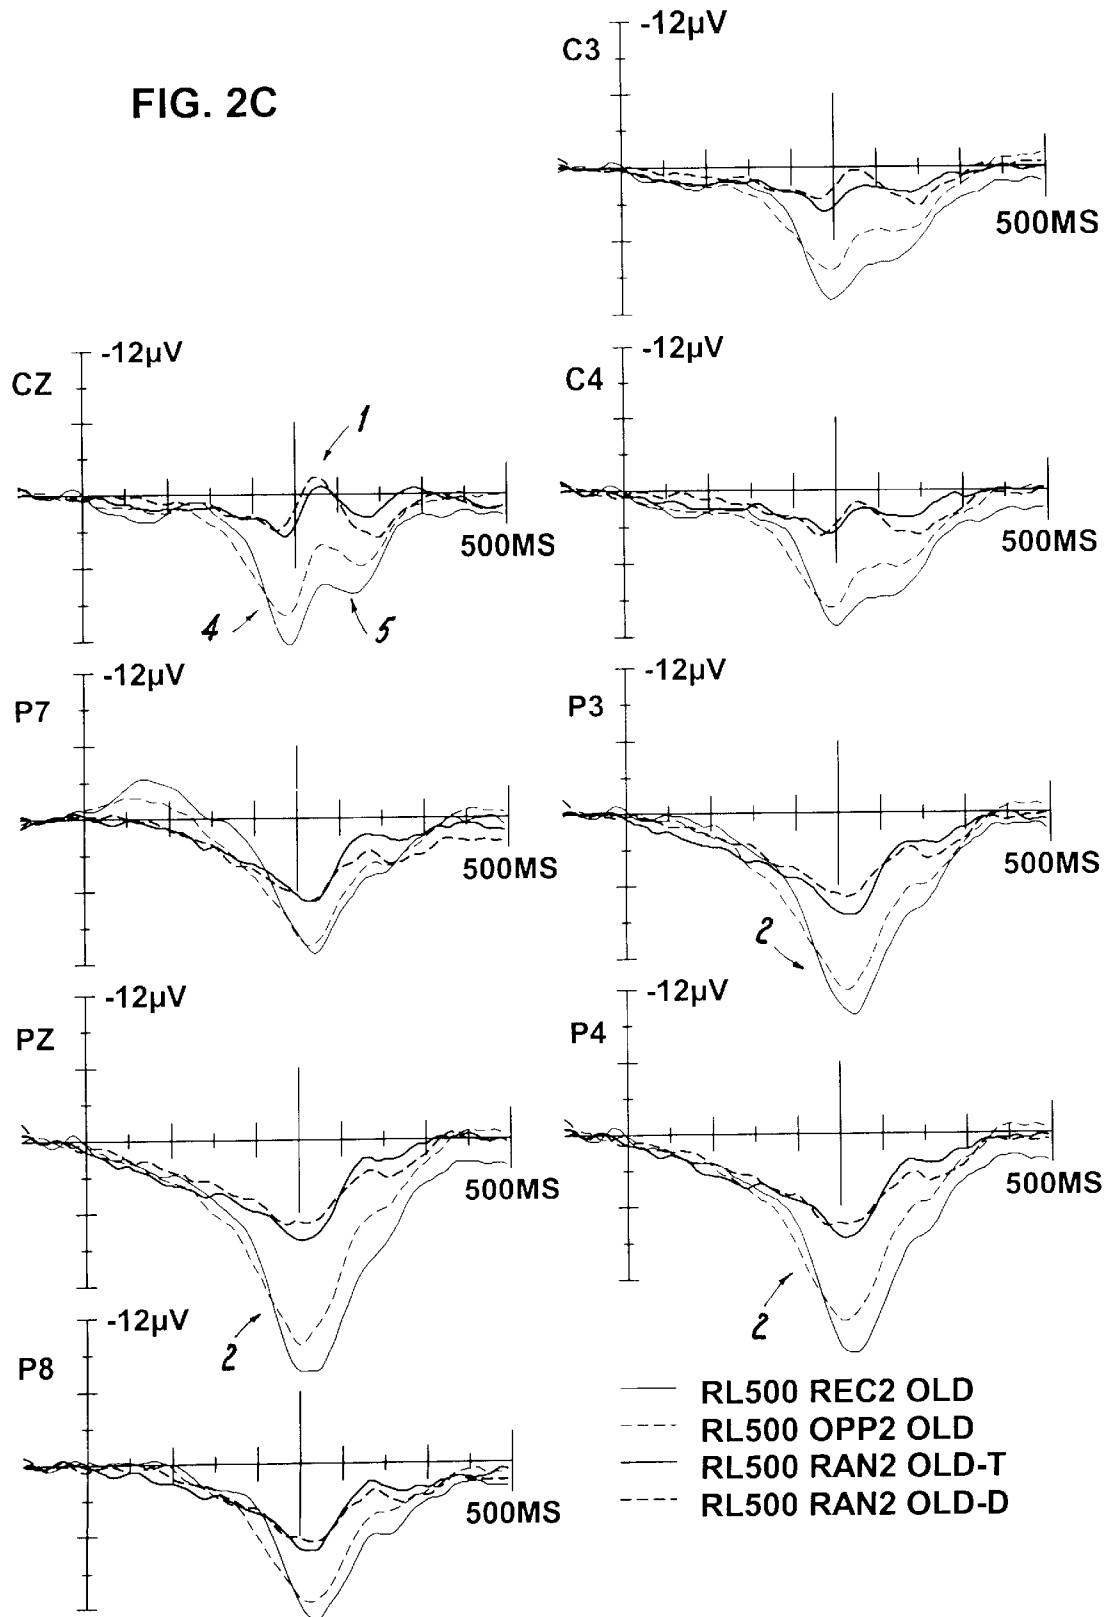 FIG. 2C
C3
-12µV
500MS
CZ
-12µV
1
500MS
4
5
C4
-12µV
500MS
P7
-12µV
500MS
P3
-12µV
500MS
2
PZ
-12µV
500MS
2
P4
-12µV
500MS
2
P8
-12µV
500MS
RL500 REC2 OLD
RL500 OPP2 OLD
RL500 RAN2 OLD-T
RL500 RAN2 OLD-D